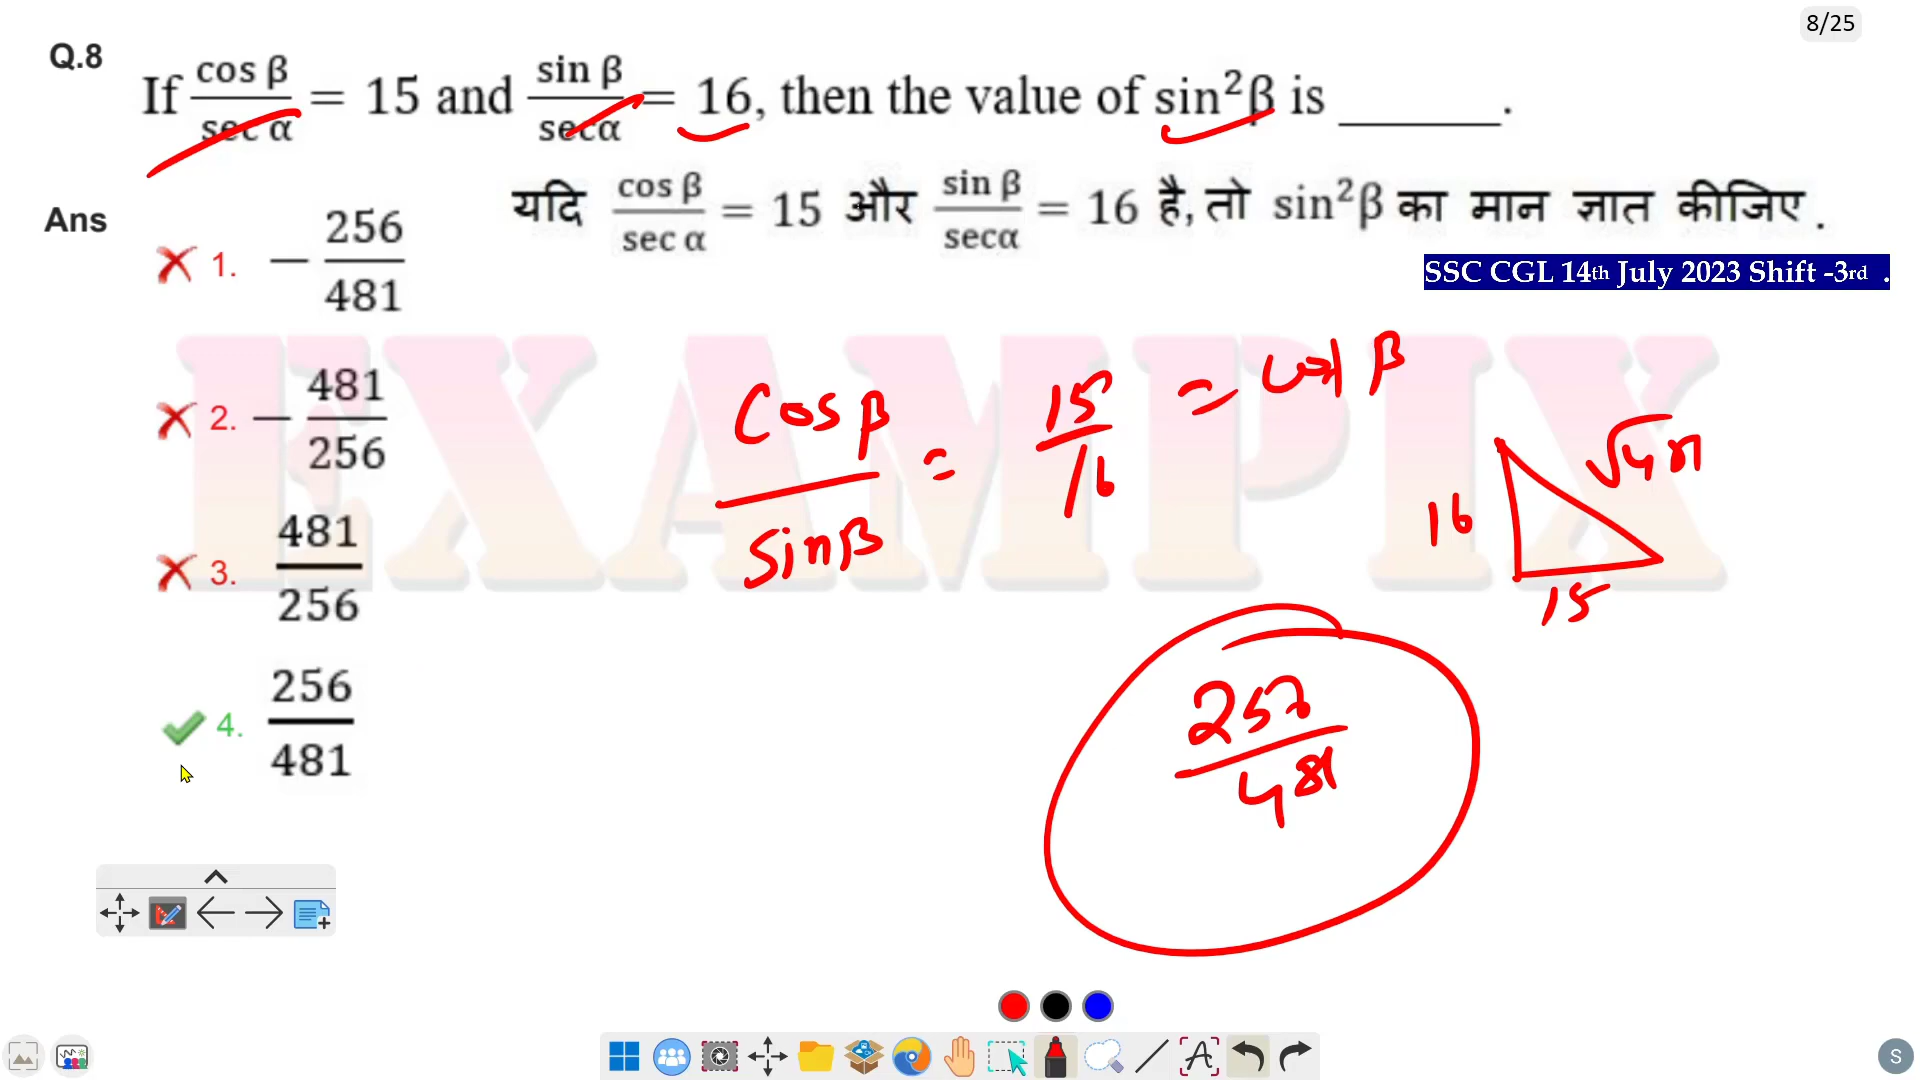 8/25
Q.8
If cos β / sec α = 15 and sin β / secα = 16, then the value of sin²β is ______.
यदि cos β / sec α = 15 और sin β / secα = 16 है, तो sin²β का मान ज्ञात कीजिए .
SSC CGL 14th July 2023 Shift -3rd .
Ans
1. − 256/481
2. − 481/256
3. 481/256
4. 256/481
EXAMPIX
Cos β / Sin β = 15/16 = cot β
16
√481
15
256/481
S